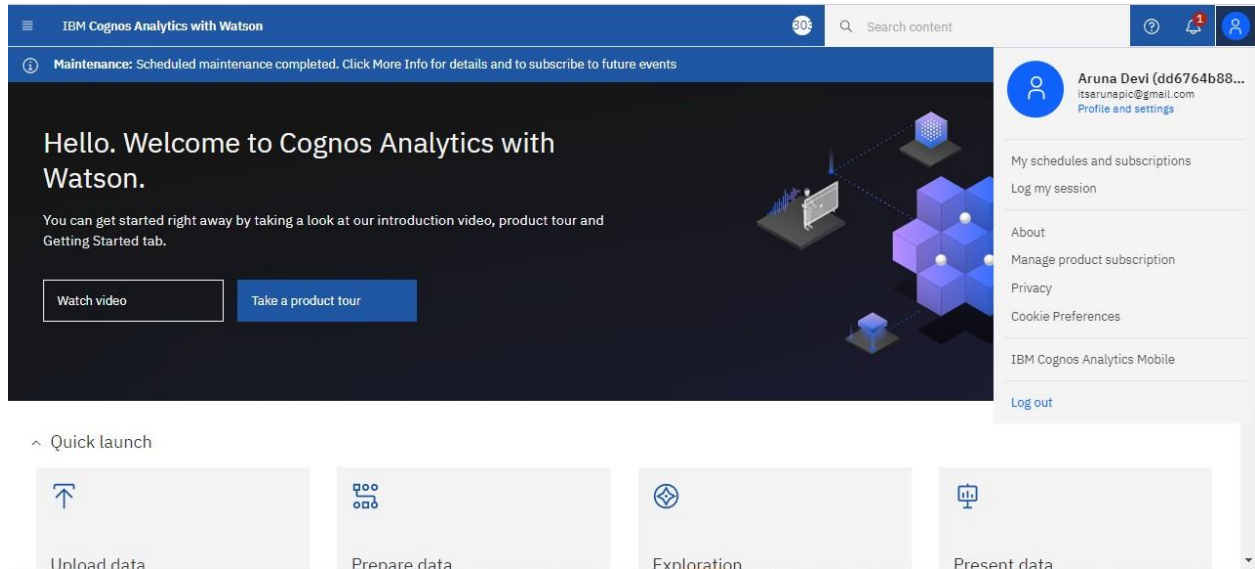 IBM Cognos Analytics with Watson
Search content
1
Maintenance: Scheduled maintenance completed. Click More Info for details and to subscribe to future events
Aruna Devi (dd6764b88...
itsarunapic@gmail.com
Profile and settings
My schedules and subscriptions
Log my session
About
Manage product subscription
Privacy
Cookie Preferences
IBM Cognos Analytics Mobile
Log out
Hello. Welcome to Cognos Analytics with
Watson.
You can get started right away by taking a look at our introduction video, product tour and
Getting Started tab.
Watch video
Take a product tour
Quick launch
Upload data
Prepare data
Exploration
Present data